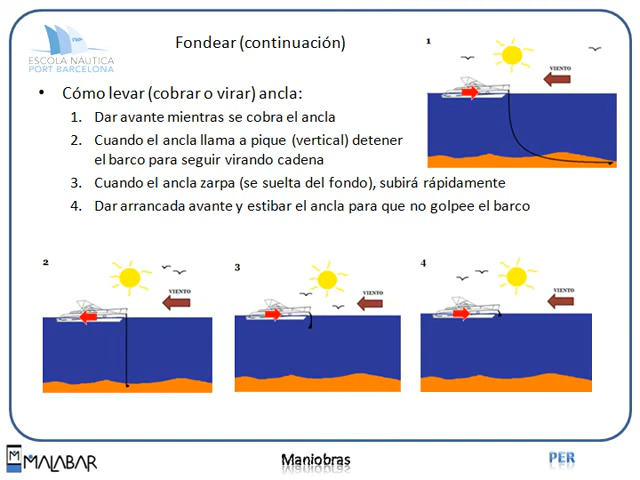 ESCOLA NÀUTICA
PORT BARCELONA
Fondear (continuación)
• Cómo levar (cobrar o virar) ancla:
1. Dar avante mientras se cobra el ancla
2. Cuando el ancla llama a pique (vertical) detener
el barco para seguir virando cadena
3. Cuando el ancla zarpa (se suelta del fondo), subirá rápidamente
4. Dar arrancada avante y estibar el ancla para que no golpee el barco
1
VIENTO
2
VIENTO
3
VIENTO
4
VIENTO
M MALABAR
Maniobras
PER